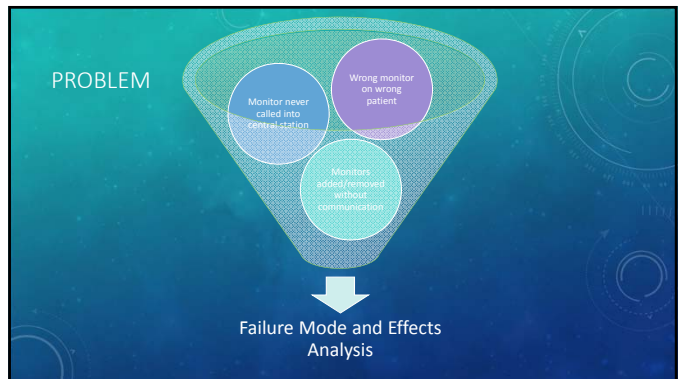 PROBLEM
Monitor never
called into
central station
Wrong monitor
on wrong
patient
Monitors
added/removed
without
communication
Failure Mode and Effects
Analysis